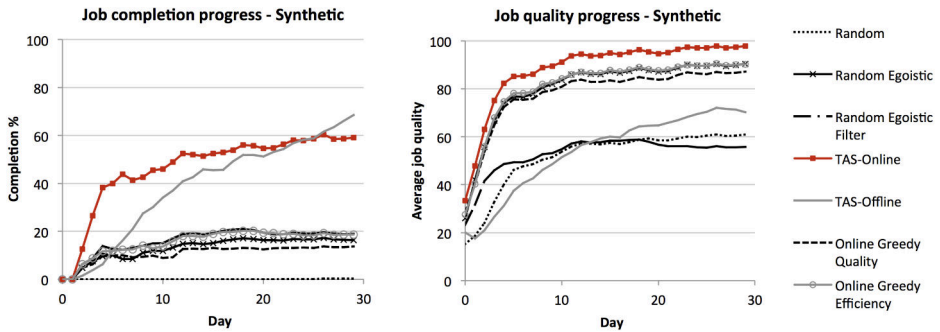 Job completion progress - Synthetic
100
80
60
40
20
0
0
10
20
30
Completion %
Day
Job quality progress - Synthetic
100
80
60
40
20
0
0
10
20
30
Average job quality
Day
Random
Random Egoistic
Random Egoistic
Filter
TAS-Online
TAS-Offline
Online Greedy
Quality
Online Greedy
Efficiency